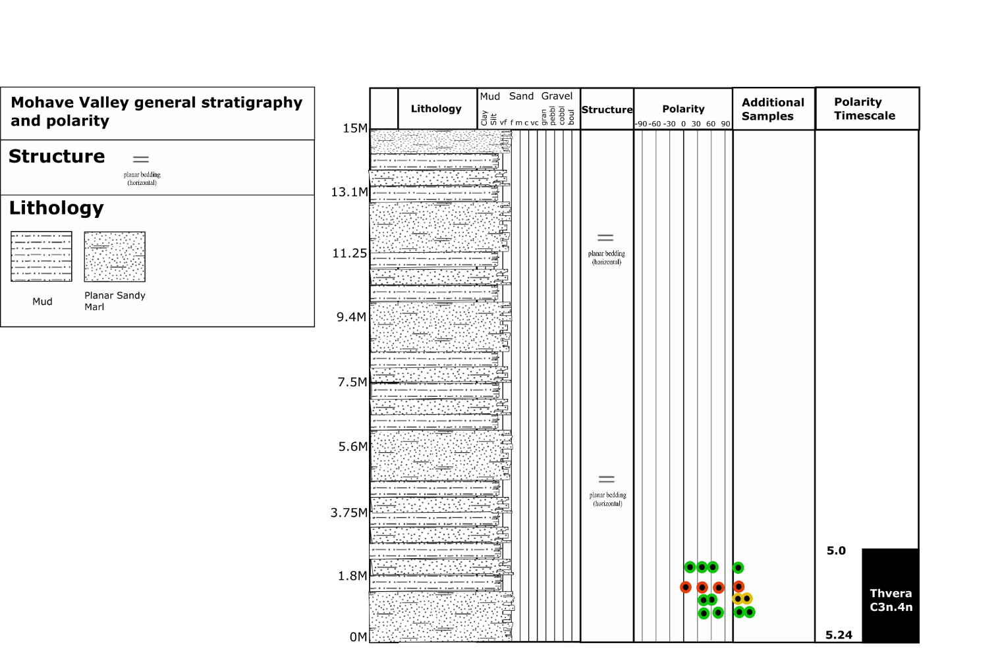 Mohave Valley general stratigraphy
and polarity
Structure
planar bedding
(horizontal)
Lithology
Mud
Planar Sandy
Marl
Lithology
Mud Sand Gravel
Clay
Silt
vf f m c vc
gran
pebbl
cobbl
boul
Structure
Polarity
-90 -60 -30 0 30 60 90
Additional
Samples
Polarity
Timescale
15M
13.1M
11.25
9.4M
7.5M
5.6M
3.75M
1.8M
0M
planar bedding
(horizontal)
planar bedding
(horizontal)
5.0
Thvera
C3n.4n
5.24